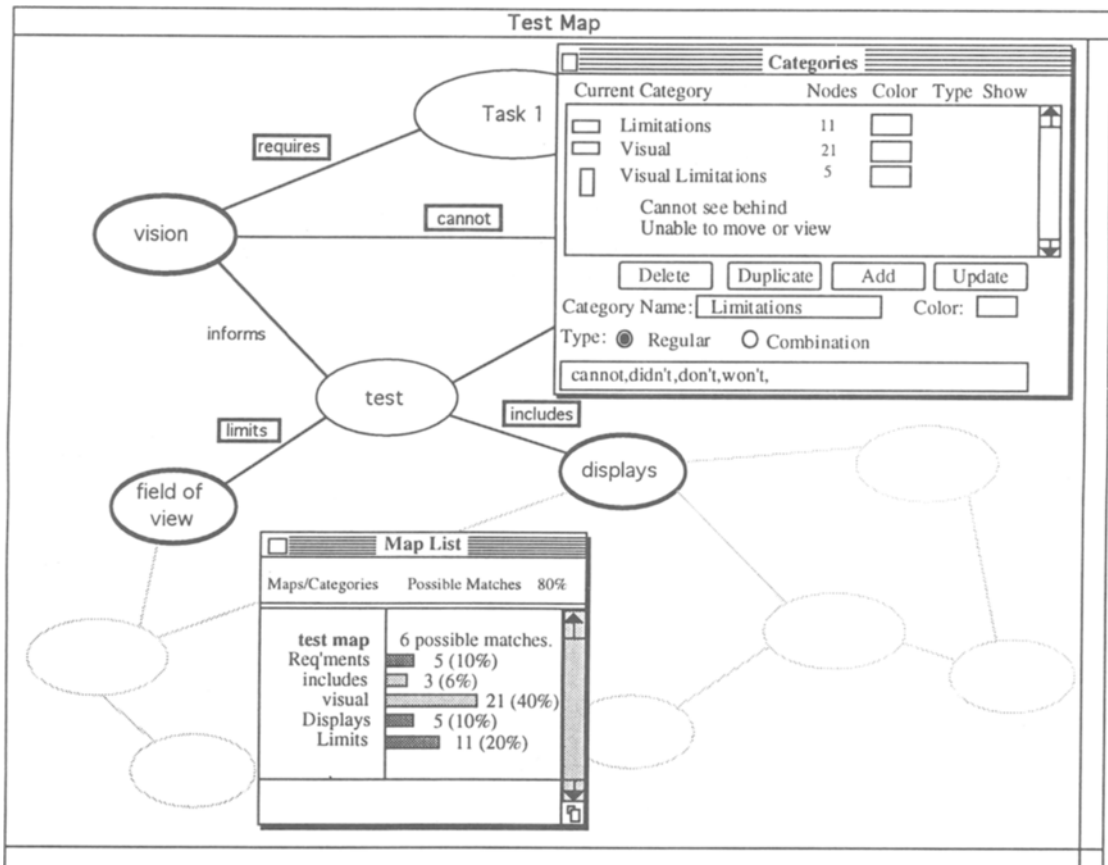 Test Map
Task 1
requires
vision
cannot
informs
test
limits
includes
field of
view
displays
Categories
Current Category Nodes Color Type Show
Limitations 11
Visual 21
Visual Limitations 5
Cannot see behind
Unable to move or view
Delete Duplicate Add Update
Category Name: Limitations Color:
Type: Regular Combination
cannot,didn't,don't,won't,
Map List
Maps/Categories Possible Matches 80%
test map 6 possible matches.
Req'ments 5 (10%)
includes 3 (6%)
visual 21 (40%)
Displays 5 (10%)
Limits 11 (20%)